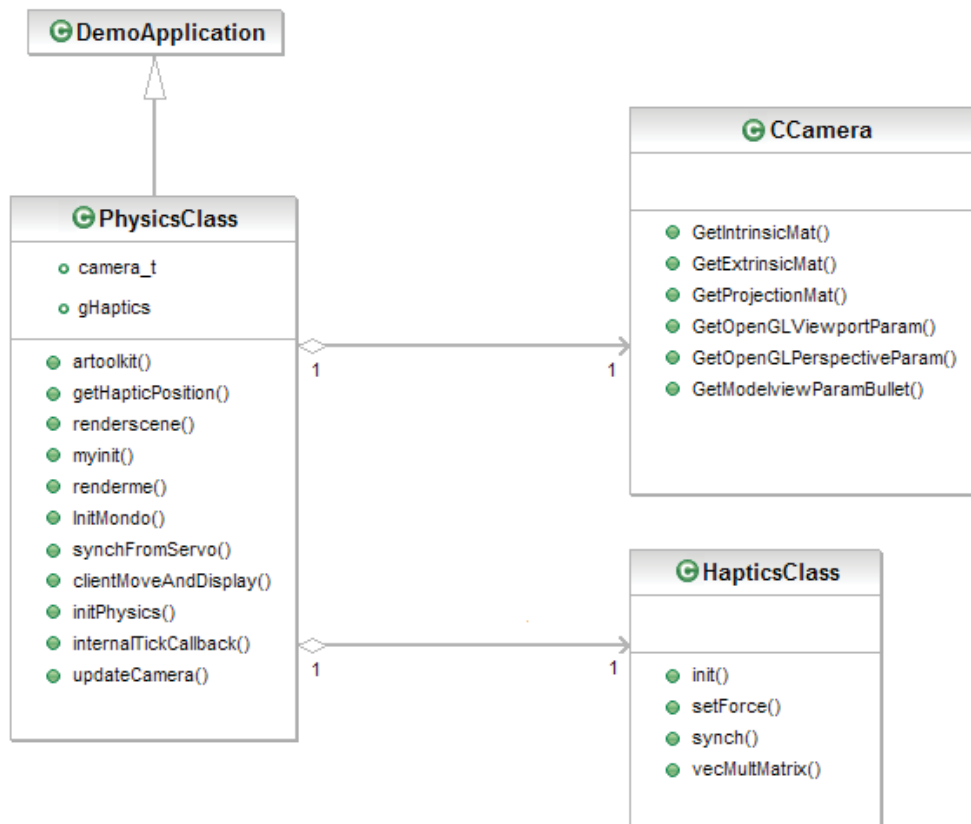 DemoApplication
PhysicsClass
camera_t
gHaptics
artoolkit()
getHapticPosition()
renderscene()
myinit()
renderme()
InitMondo()
synchFromServo()
clientMoveAndDisplay()
initPhysics()
internalTickCallback()
updateCamera()
1
1
CCamera
GetIntrinsicMat()
GetExtrinsicMat()
GetProjectionMat()
GetOpenGLViewportParam()
GetOpenGLPerspectiveParam()
GetModelviewParamBullet()
1
1
HapticsClass
init()
setForce()
synch()
vecMultMatrix()